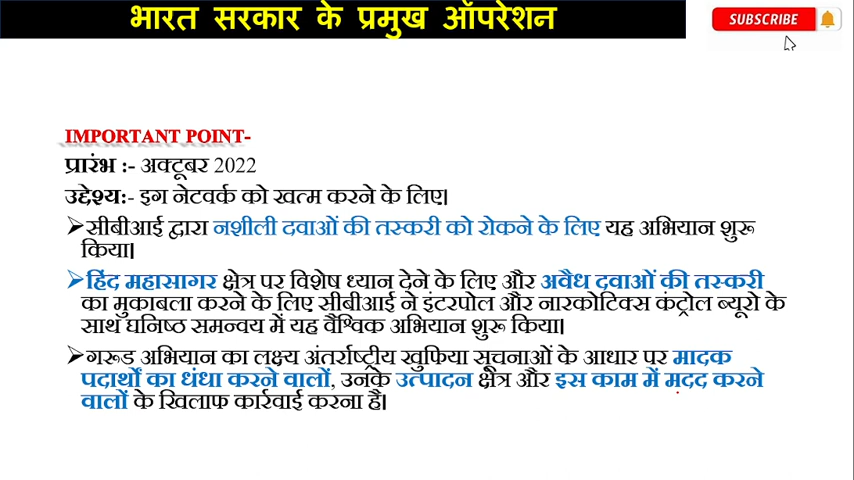 भारत सरकार के प्रमुख ऑपरेशन
SUBSCRIBE
IMPORTANT POINT-
प्रारंभ :- अक्टूबर 2022
उद्देश्य:- ड्रग नेटवर्क को खत्म करने के लिए।
➢सीबीआई द्वारा नशीली दवाओं की तस्करी को रोकने के लिए यह अभियान शुरू
किया।
➢हिंद महासागर क्षेत्र पर विशेष ध्यान देने के लिए और अवैध दवाओं की तस्करी
का मुकाबला करने के लिए सीबीआई ने इंटरपोल और नारकोटिक्स कंट्रोल ब्यूरो के
साथ घनिष्ठ समन्वय में यह वैश्विक अभियान शुरू किया।
➢गरूड अभियान का लक्ष्य अंतर्राष्ट्रीय खुफिया सूचनाओं के आधार पर मादक
पदार्थों का धंधा करने वालों, उनके उत्पादन क्षेत्र और इस काम में मदद करने
वालों के खिलाफ कार्रवाई करना है।